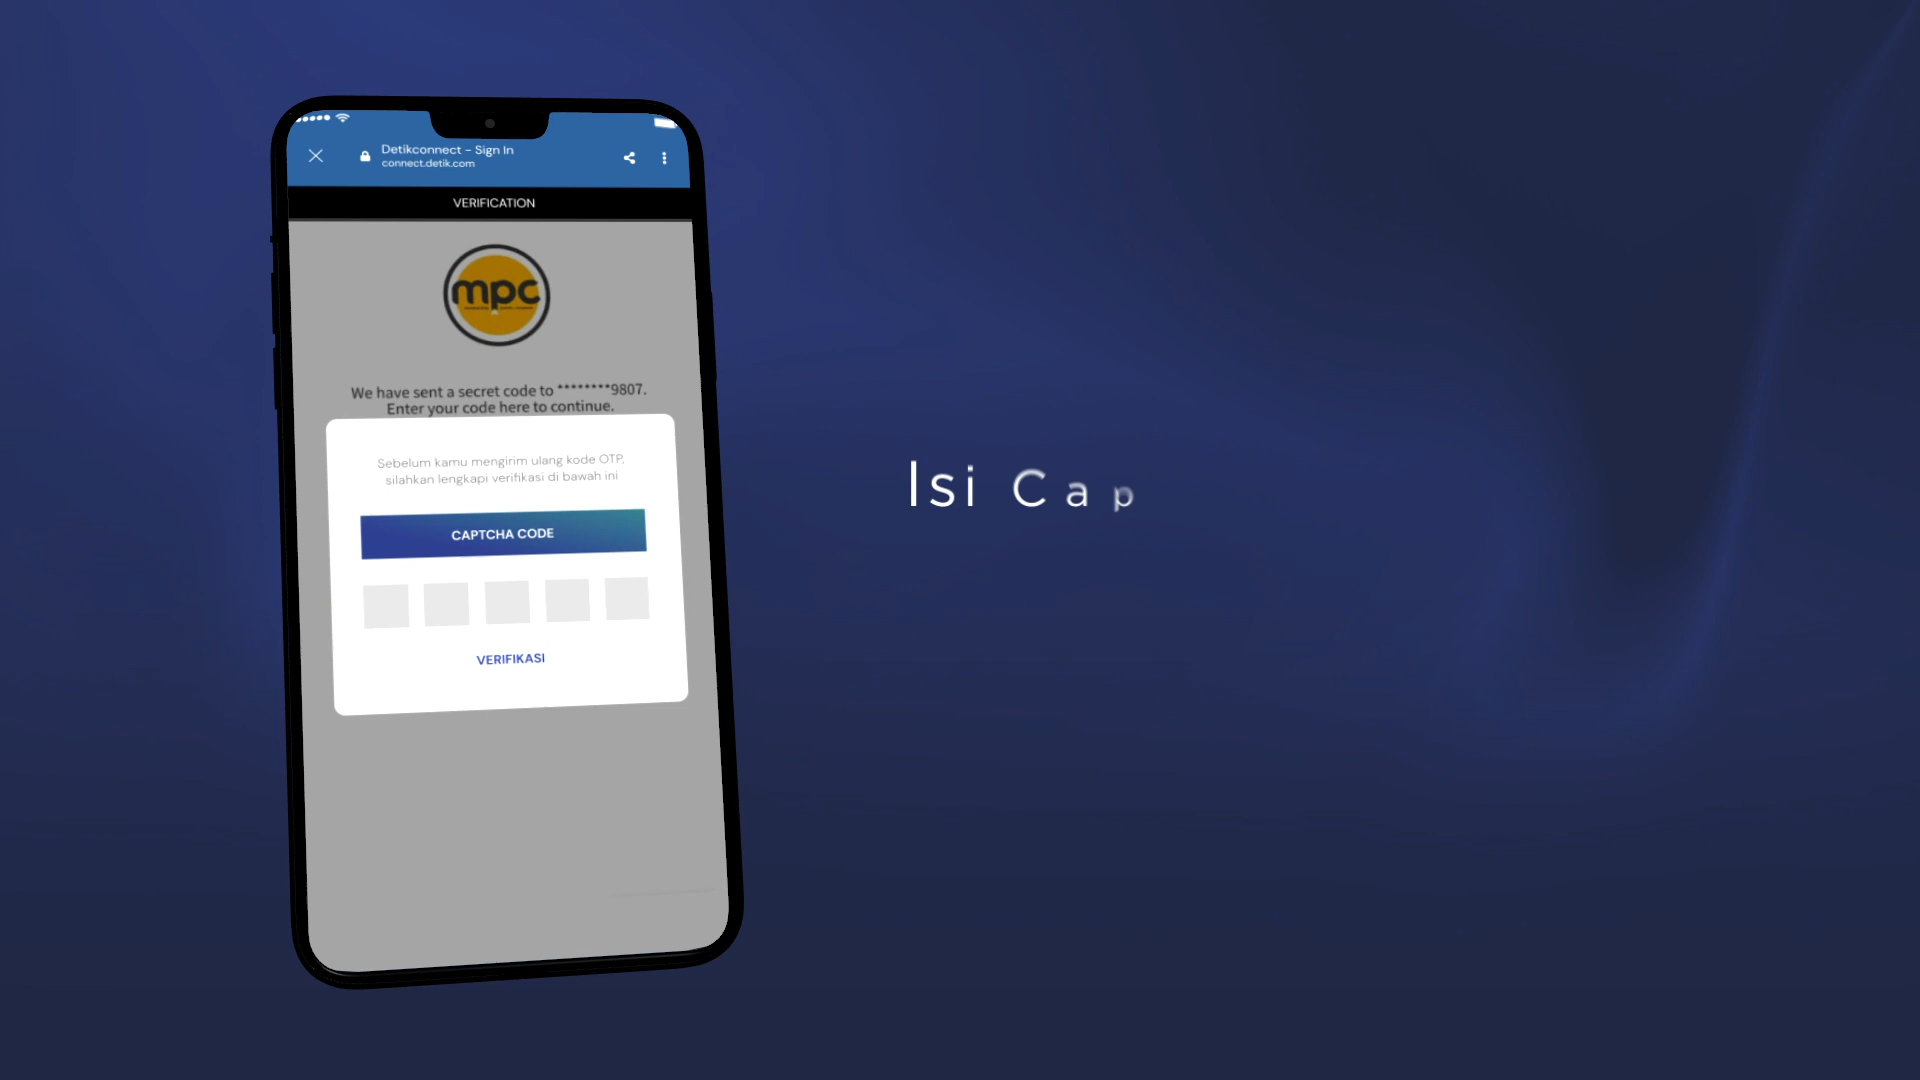 Detikconnect - Sign In
connect.detik.com
VERIFICATION
mpc
We have sent a secret code to ********9807.
Enter your code here to continue.
Sebelum kamu mengirim ulang kode OTP,
silahkan lengkapi verifikasi di bawah ini
CAPTCHA CODE
VERIFIKASI
Isi Cap